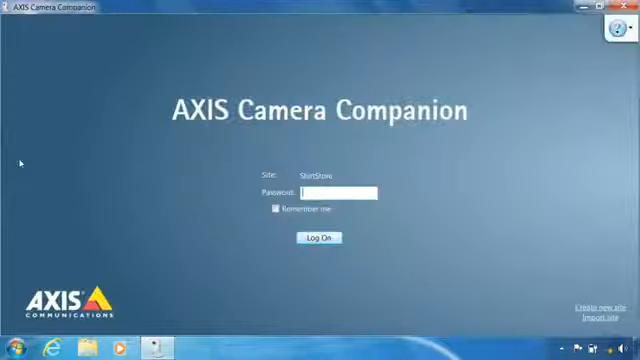 AXIS Camera Companion
AXIS Camera Companion
Site: ShirtStore
Password:
Remember me
Log On
Create new site
Import site
AXIS
COMMUNICATIONS